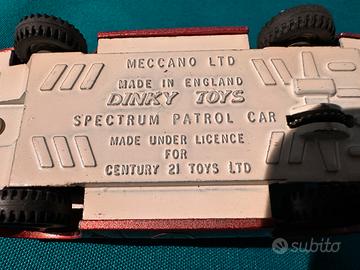 MECCANO LTD
MADE IN ENGLAND
DINKY TOYS
SPECTRUM PATROL CAR
MADE UNDER LICENCE
FOR
CENTURY 21 TOYS LTD
subito